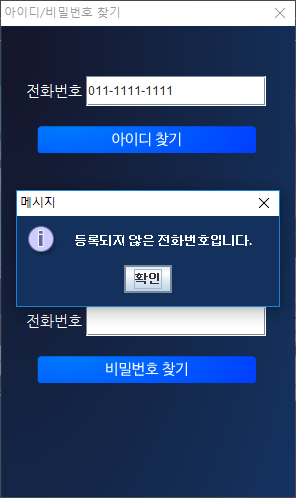 아이디/비밀번호 찾기
전화번호 011-1111-1111
아이디 찾기
메시지
등록되지 않은 전화번호입니다.
확인
전화번호
비밀번호 찾기